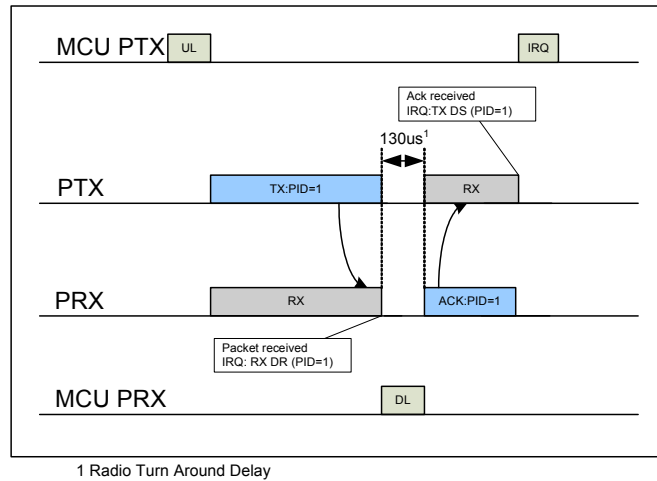 MCU PTX
UL
IRQ
Ack received
IRQ:TX DS (PID=1)
130us1
PTX
TX:PID=1
RX
PRX
RX
ACK:PID=1
Packet received
IRQ: RX DR (PID=1)
MCU PRX
DL
1 Radio Turn Around Delay